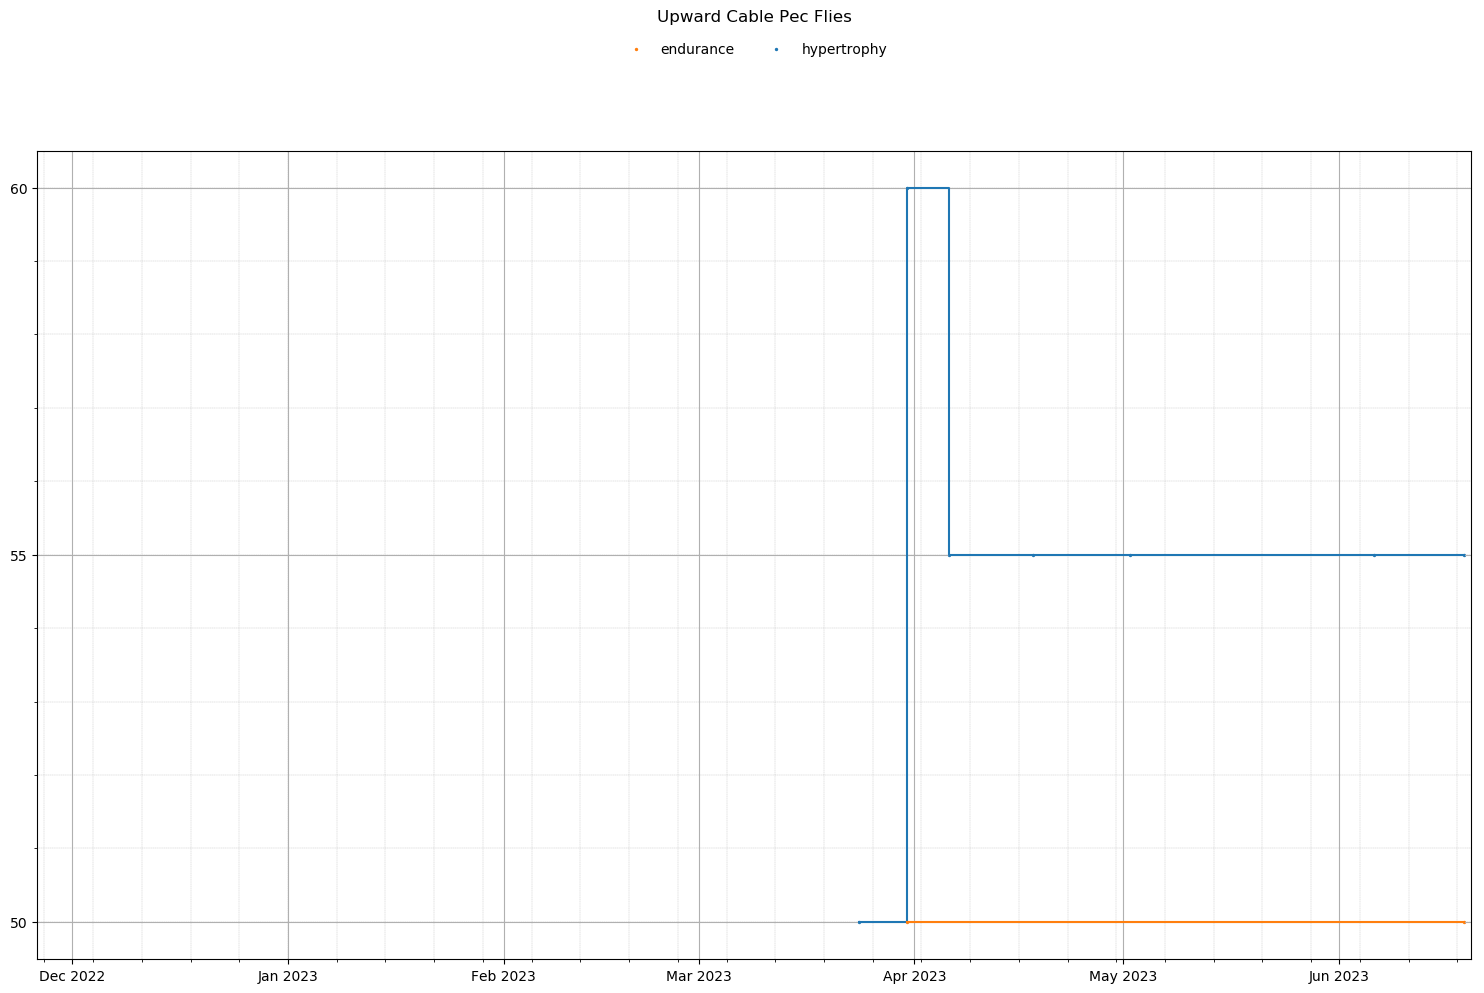 Upward Cable Pec Flies
endurance hypertrophy
60
55
50
Dec 2022 Jan 2023 Feb 2023 Mar 2023 Apr 2023 May 2023 Jun 2023